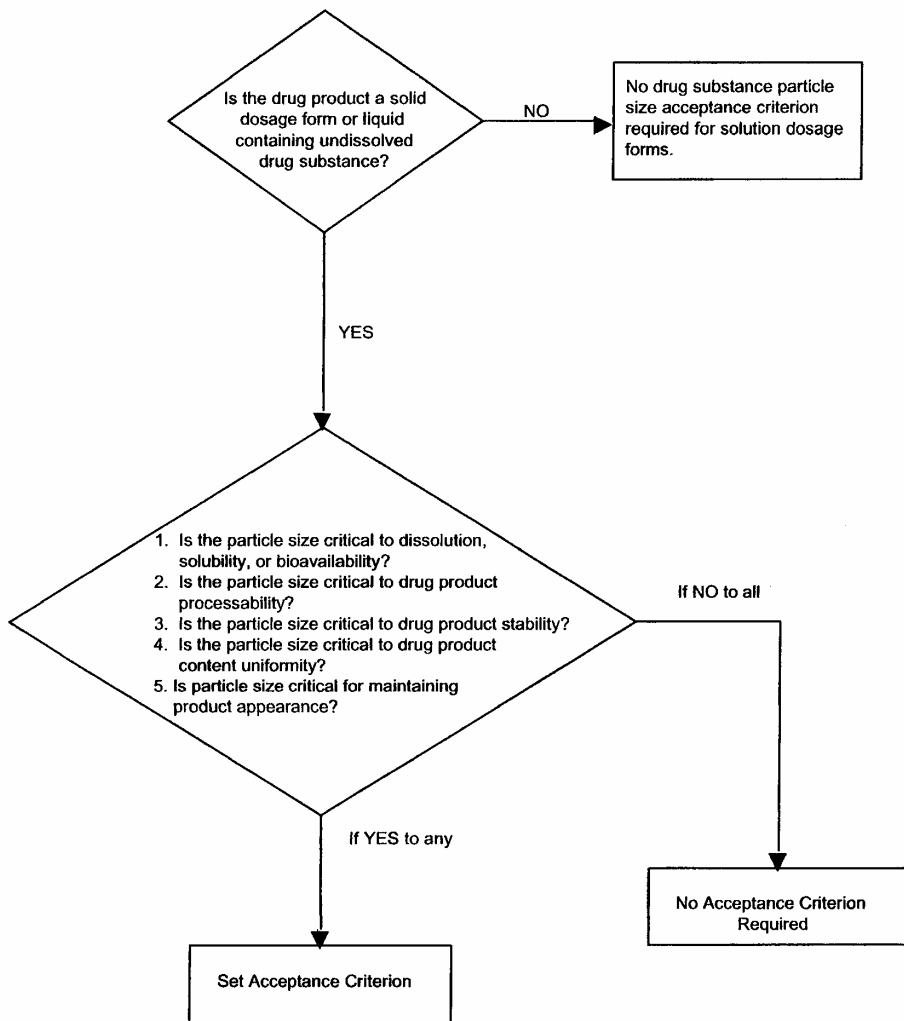 Is the drug product a solid
dosage form or liquid
containing undissolved
drug substance?
NO
No drug substance particle
size acceptance criterion
required for solution dosage
forms.
YES
1. Is the particle size critical to dissolution,
solubility, or bioavailability?
2. Is the particle size critical to drug product
processability?
3. Is the particle size critical to drug product stability?
4. Is the particle size critical to drug product
content uniformity?
5. Is particle size critical for maintaining
product appearance?
If NO to all
If YES to any
No Acceptance Criterion
Required
Set Acceptance Criterion